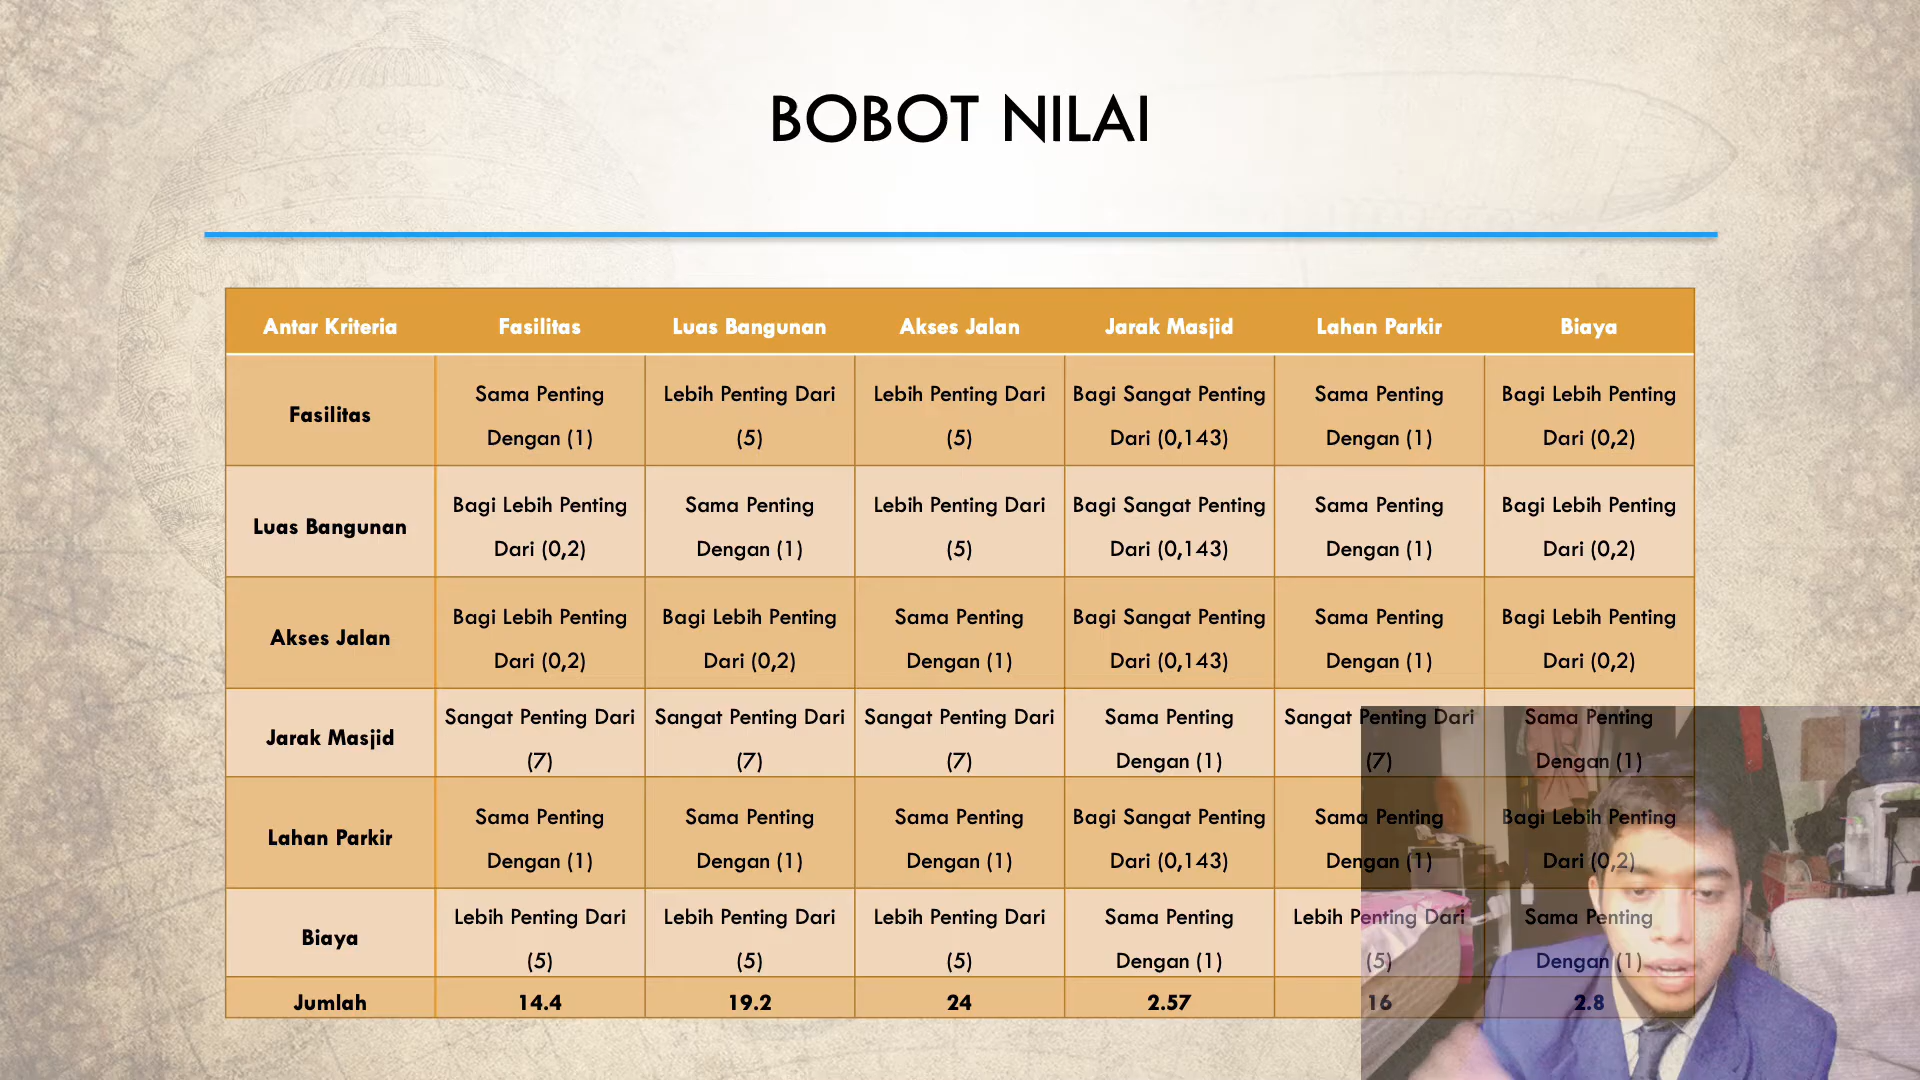 BOBOT NILAI
Antar Kriteria Fasilitas Luas Bangunan Akses Jalan Jarak Masjid Lahan Parkir Biaya
Fasilitas
Sama Penting Lebih Penting Dari Lebih Penting Dari Bagi Sangat Penting Sama Penting Bagi Lebih Penting
Dengan (1) (5) (5) Dari (0,143) Dengan (1) Dari (0,2)
Luas Bangunan
Bagi Lebih Penting Sama Penting Lebih Penting Dari Bagi Sangat Penting Sama Penting Bagi Lebih Penting
Dari (0,2) Dengan (1) (5) Dari (0,143) Dengan (1) Dari (0,2)
Akses Jalan
Bagi Lebih Penting Bagi Lebih Penting Sama Penting Bagi Sangat Penting Sama Penting Bagi Lebih Penting
Dari (0,2) Dari (0,2) Dengan (1) Dari (0,143) Dengan (1) Dari (0,2)
Jarak Masjid
Sangat Penting Dari Sangat Penting Dari Sangat Penting Dari Sama Penting Sangat Penting Dari Sama Penting
(7) (7) (7) Dengan (1) (7) Dengan (1)
Lahan Parkir
Sama Penting Sama Penting Sama Penting Bagi Sangat Penting Sama Penting Bagi Lebih Penting
Dengan (1) Dengan (1) Dengan (1) Dari (0,143) Dengan (1) Dari (0,2)
Biaya
Lebih Penting Dari Lebih Penting Dari Lebih Penting Dari Sama Penting Lebih Penting Dari Sama Penting
(5) (5) (5) Dengan (1) (5) Dengan (1)
Jumlah 14.4 19.2 24 2.57 16 2.8